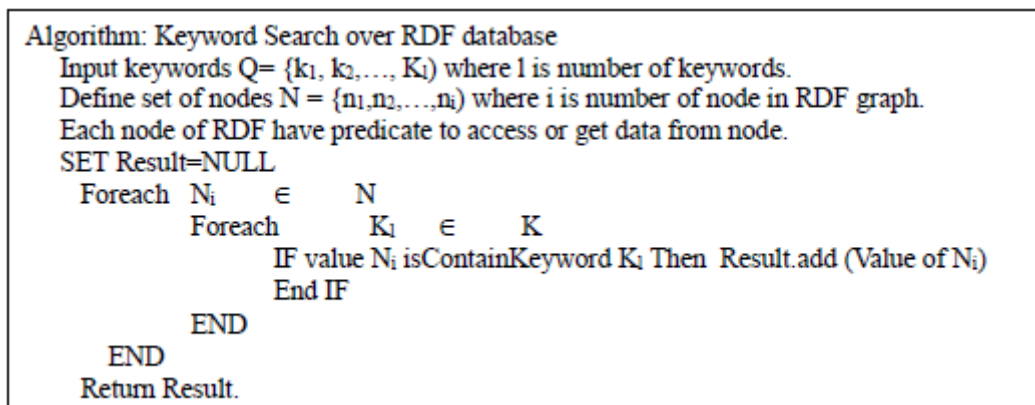 Algorithm: Keyword Search over RDF database
Input keywords Q= {k1, k2,…, Kl) where l is number of keywords.
Define set of nodes N = {n1,n2,…,ni) where i is number of node in RDF graph.
Each node of RDF have predicate to access or get data from node.
SET Result=NULL
Foreach Ni ∈ N
Foreach Kl ∈ K
IF value Ni isContainKeyword Kl Then Result.add (Value of Ni)
End IF
END
END
Return Result.